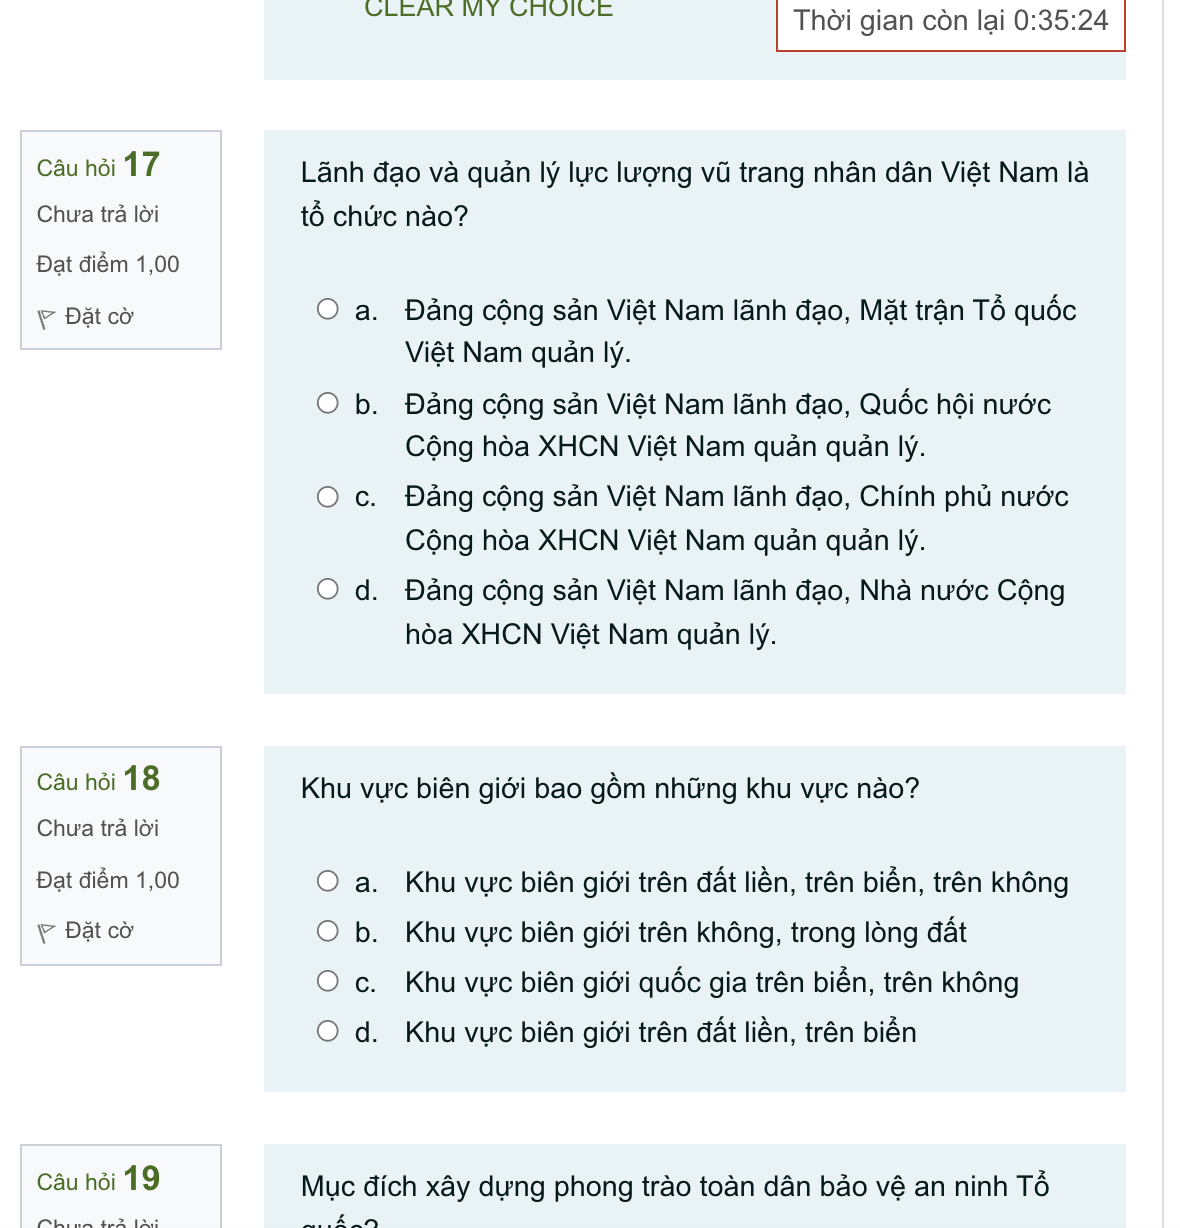 CLEAR MY CHOICE
Thời gian còn lại 0:35:24
Câu hỏi 17
Chưa trả lời
Đạt điểm 1,00
Đặt cờ
Lãnh đạo và quản lý lực lượng vũ trang nhân dân Việt Nam là
tổ chức nào?
a. Đảng cộng sản Việt Nam lãnh đạo, Mặt trận Tổ quốc
Việt Nam quản lý.
b. Đảng cộng sản Việt Nam lãnh đạo, Quốc hội nước
Cộng hòa XHCN Việt Nam quản quản lý.
c. Đảng cộng sản Việt Nam lãnh đạo, Chính phủ nước
Cộng hòa XHCN Việt Nam quản quản lý.
d. Đảng cộng sản Việt Nam lãnh đạo, Nhà nước Cộng
hòa XHCN Việt Nam quản lý.
Câu hỏi 18
Chưa trả lời
Đạt điểm 1,00
Đặt cờ
Khu vực biên giới bao gồm những khu vực nào?
a. Khu vực biên giới trên đất liền, trên biển, trên không
b. Khu vực biên giới trên không, trong lòng đất
c. Khu vực biên giới quốc gia trên biển, trên không
d. Khu vực biên giới trên đất liền, trên biển
Câu hỏi 19
Chưa trả lời
Mục đích xây dựng phong trào toàn dân bảo vệ an ninh Tổ
quốc?